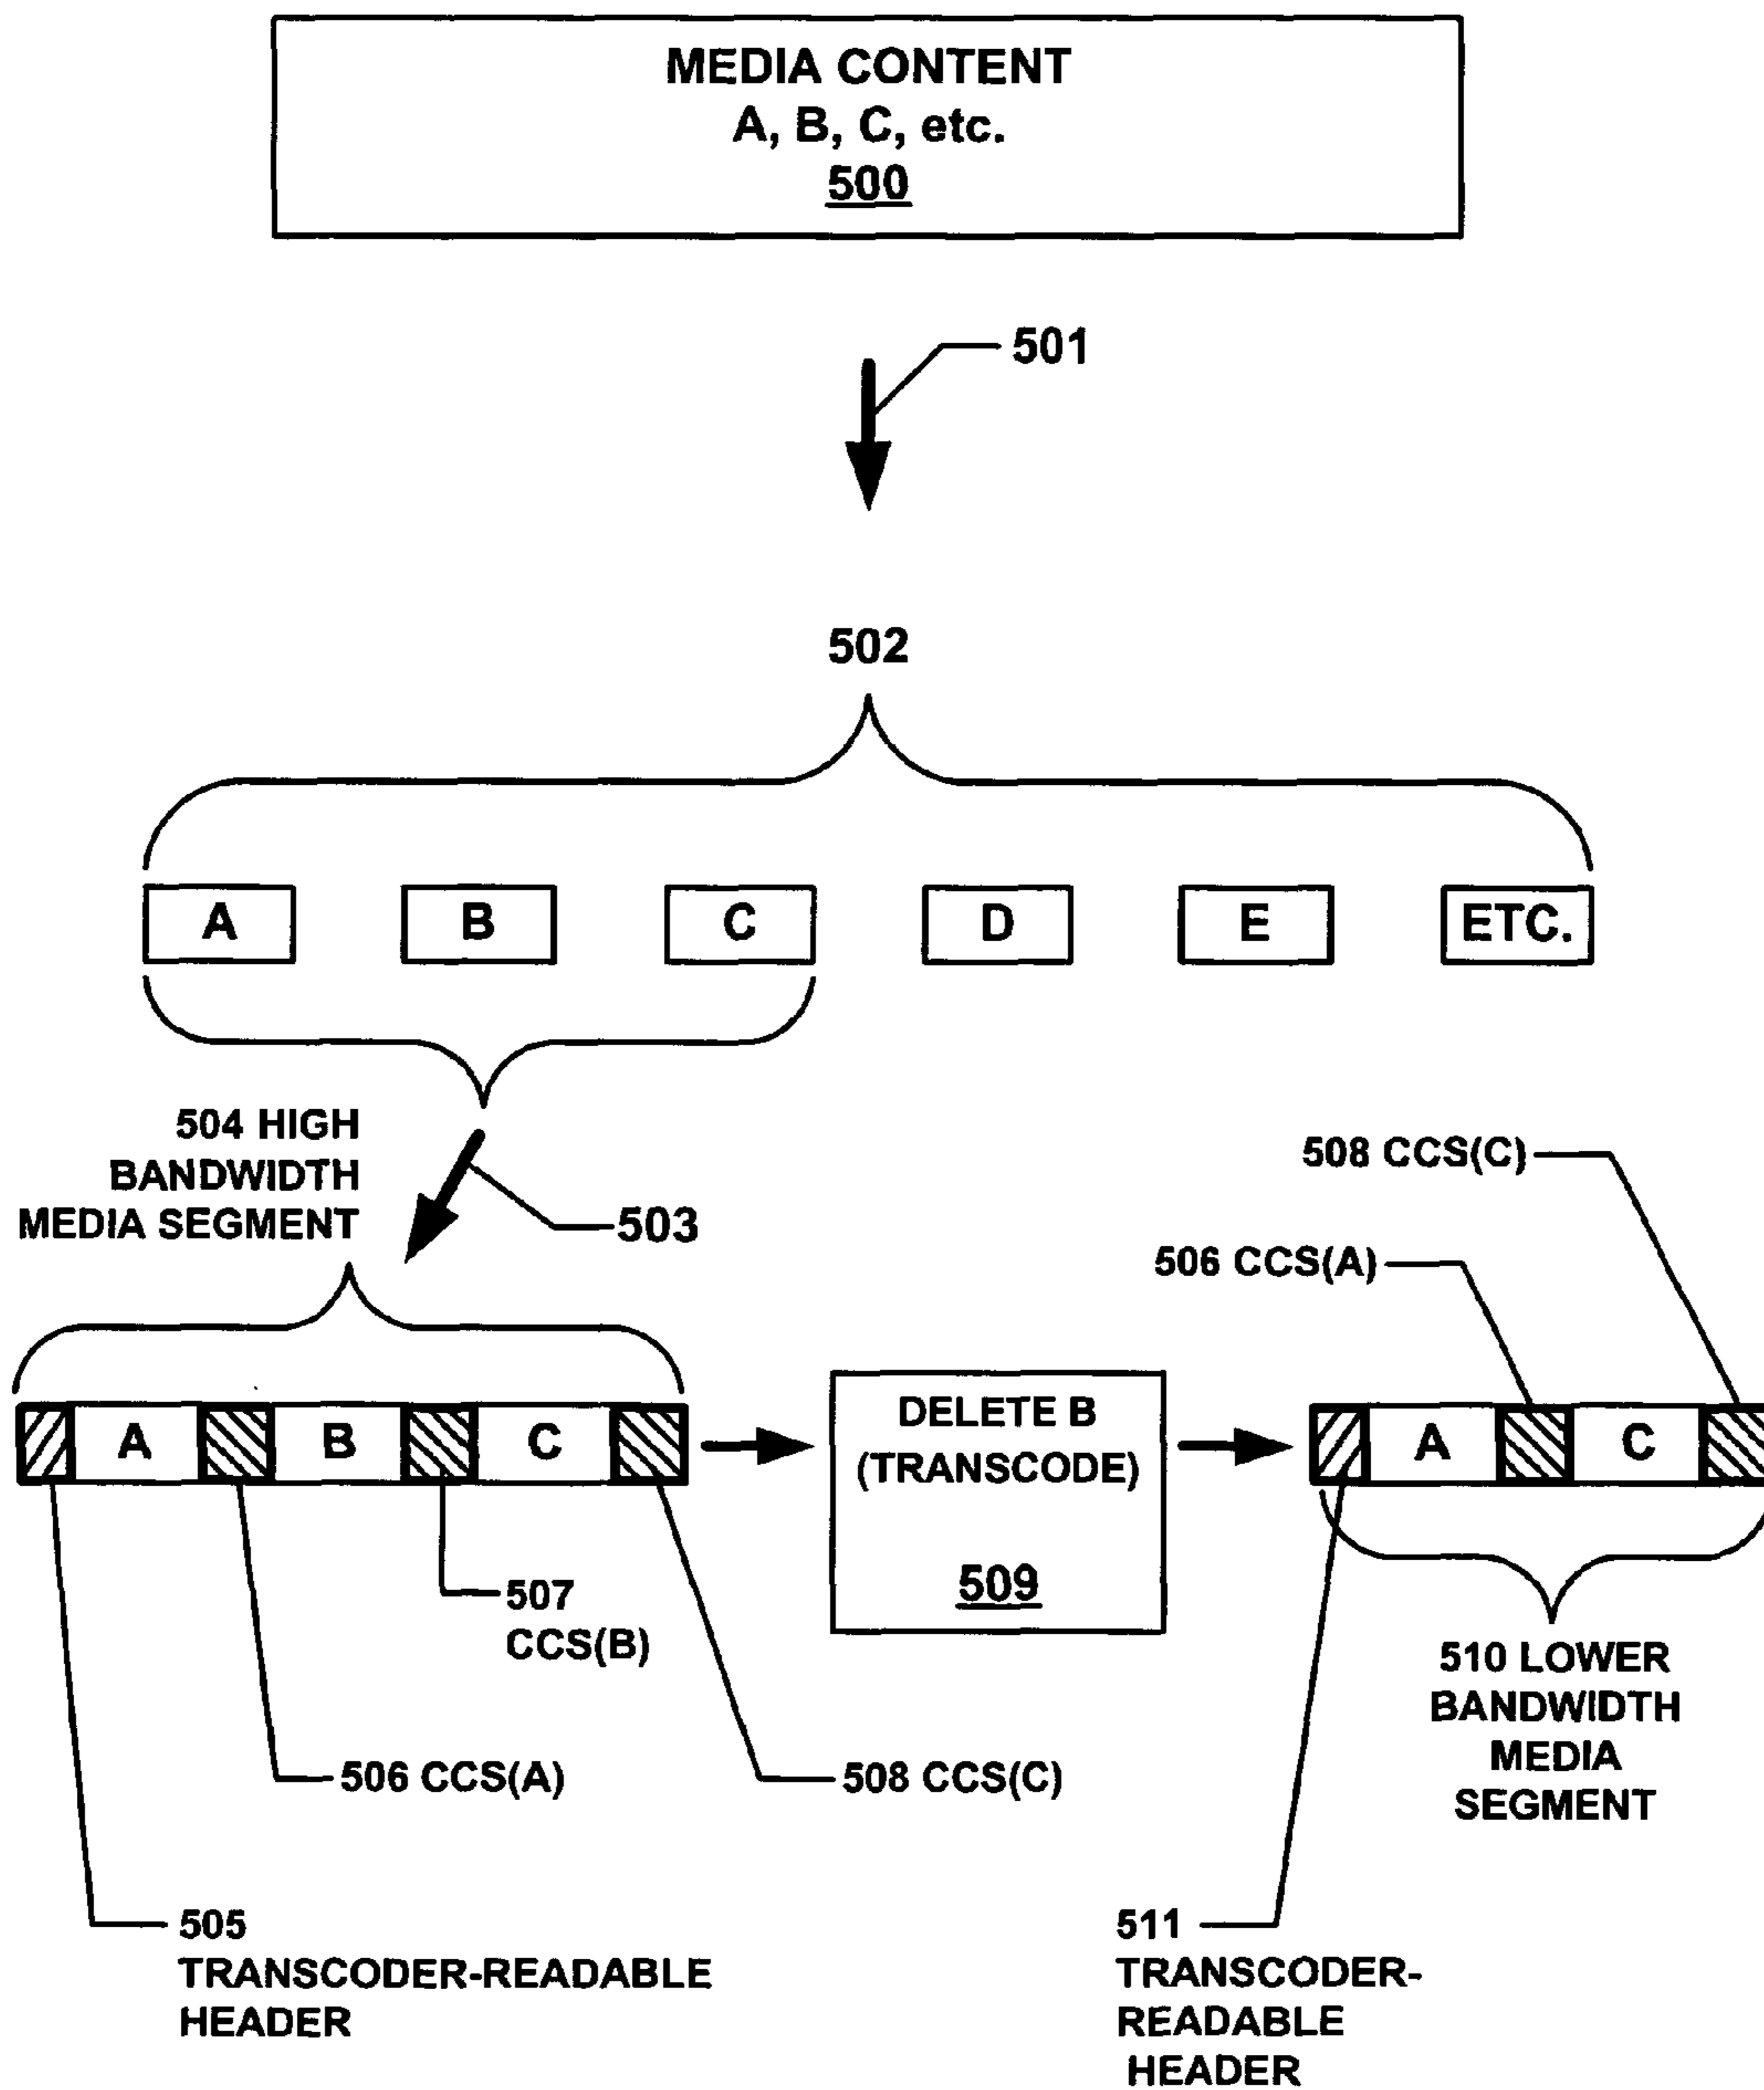 MEDIA CONTENT
A, B, C, etc.
500
501
502
A
B
C
D
E
ETC.
504 HIGH
BANDWIDTH
MEDIA SEGMENT
503
508 CCS(C)
506 CCS(A)
A
B
C
DELETE B
(TRANSCODE)
509
A
C
507
CCS(B)
506 CCS(A)
508 CCS(C)
510 LOWER
BANDWIDTH
MEDIA
SEGMENT
505
TRANSCODER-READABLE
HEADER
511
TRANSCODER-
READABLE
HEADER